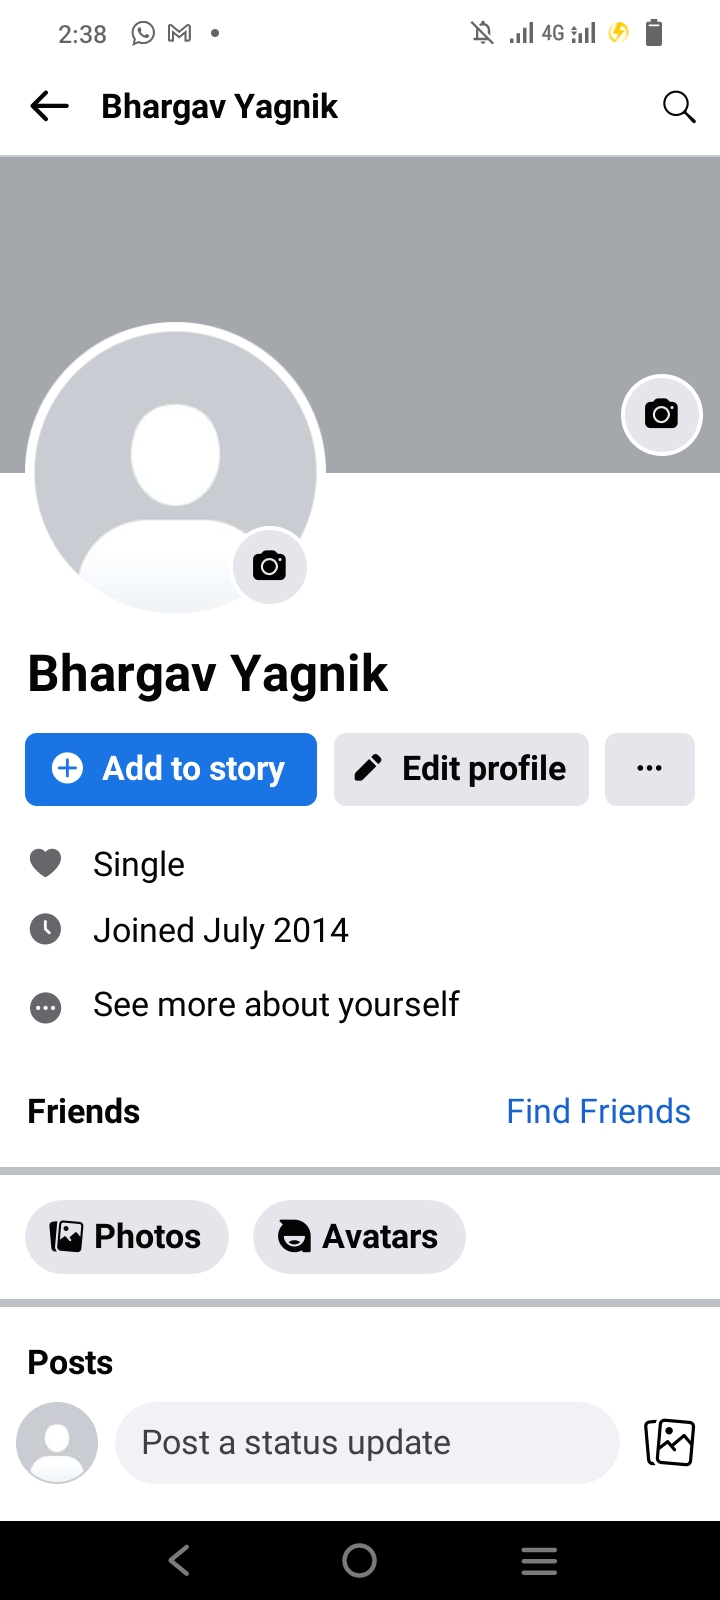 2:38 4G
Bhargav Yagnik
Bhargav Yagnik
Add to story Edit profile
Single
Joined July 2014
See more about yourself
Friends Find Friends
Photos Avatars
Posts
Post a status update